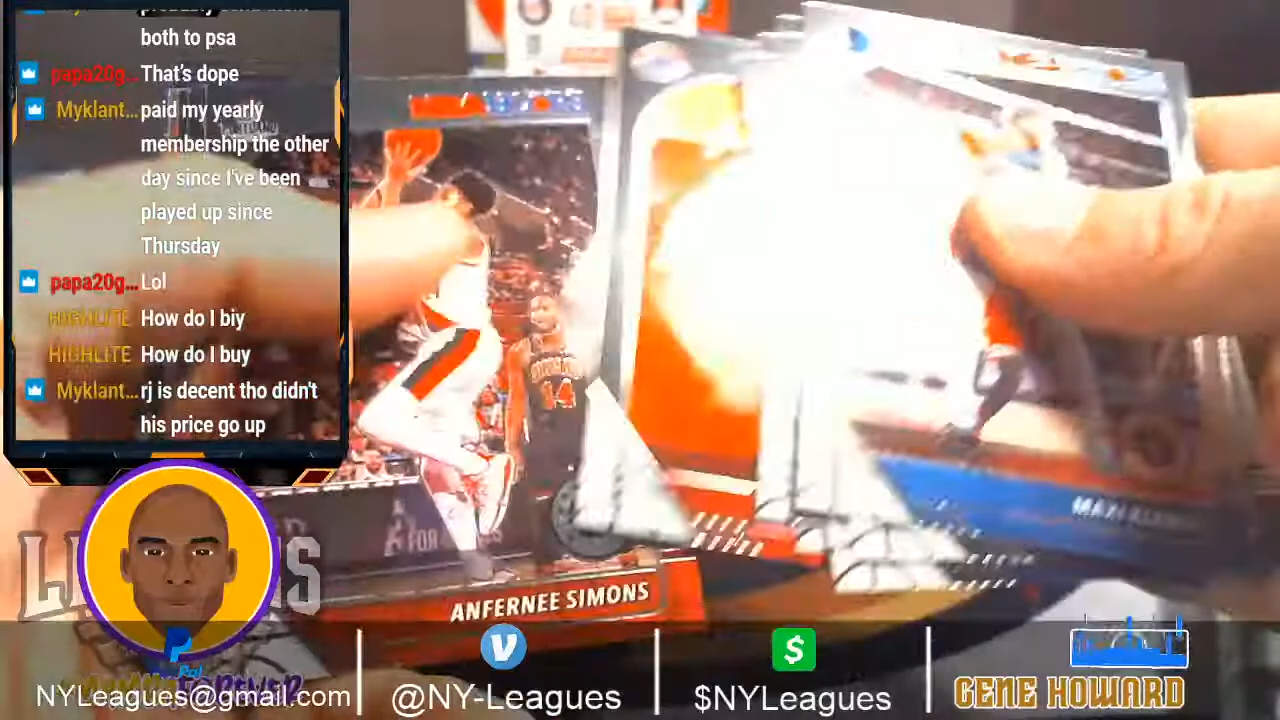 both to psa
papa20g... That's dope
Myklant... paid my yearly
membership the other
day since I've been
played up since
Thursday
papa20g... Lol
HIGHLITE How do I biy
HIGHLITE How do I buy
Myklant... rj is decent tho didn't
his price go up
14
ANFERNEE SIMONS
MAXI
NYLeagues@gmail.com
@NY-Leagues
$NYLeagues
GENE HOWARD